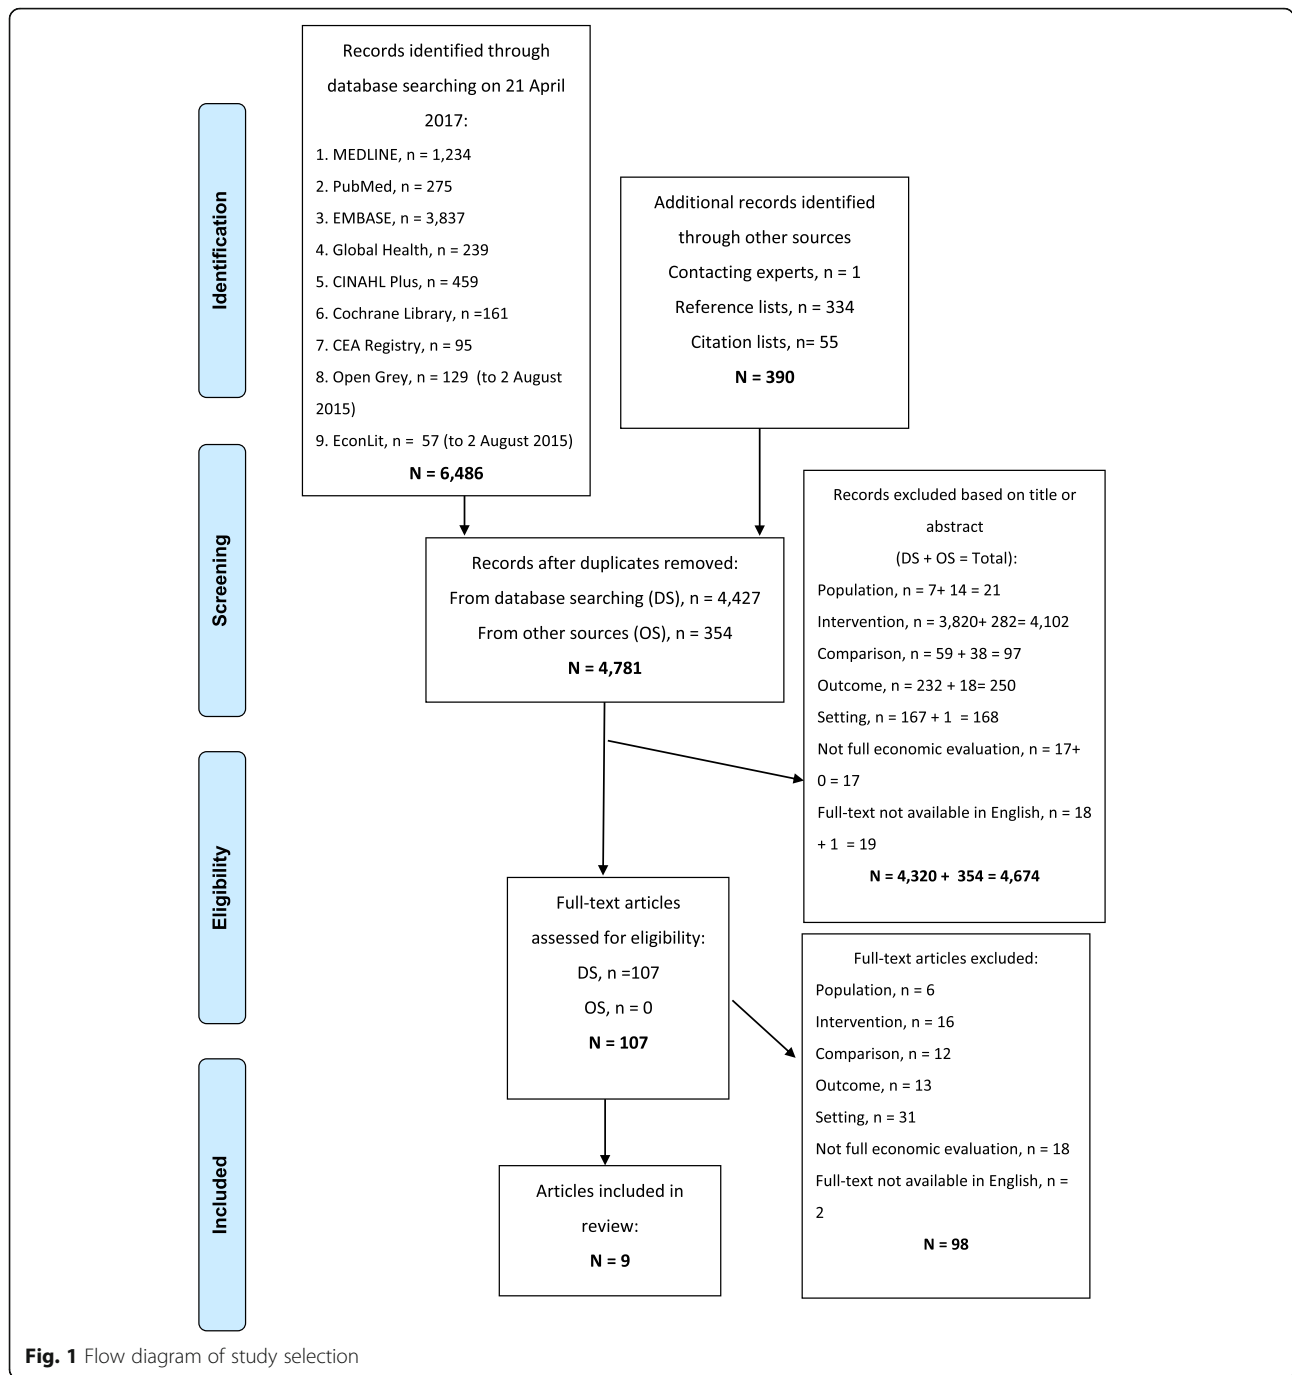 Identification
Records identified through
database searching on 21 April
2017:
1. MEDLINE, n = 1,234
2. PubMed, n = 275
3. EMBASE, n = 3,837
4. Global Health, n = 239
5. CINAHL Plus, n = 459
6. Cochrane Library, n =161
7. CEA Registry, n = 95
8. Open Grey, n = 129  (to 2 August
2015)
9. EconLit, n =  57 (to 2 August 2015)
N = 6,486
Additional records identified
through other sources
Contacting experts, n = 1
Reference lists, n = 334
Citation lists, n= 55
N = 390
Screening
Records after duplicates removed:
From database searching (DS), n = 4,427
From other sources (OS), n = 354
N = 4,781
Records excluded based on title or
abstract
(DS + OS = Total):
Population, n = 7+ 14 = 21
Intervention, n = 3,820+ 282= 4,102
Comparison, n = 59 + 38 = 97
Outcome, n = 232 + 18= 250
Setting, n = 167 + 1  = 168
Not full economic evaluation, n = 17+
0 = 17
Full-text not available in English, n = 18
+ 1  = 19
N = 4,320 +  354 = 4,674
Eligibility
Full-text articles
assessed for eligibility:
DS, n =107
OS, n = 0
N = 107
Full-text articles excluded:
Population, n = 6
Intervention, n = 16
Comparison, n = 12
Outcome, n = 13
Setting, n = 31
Not full economic evaluation, n = 18
Full-text not available in English, n =
2
N = 98
Included
Articles included in
review:
N = 9
Fig. 1 Flow diagram of study selection